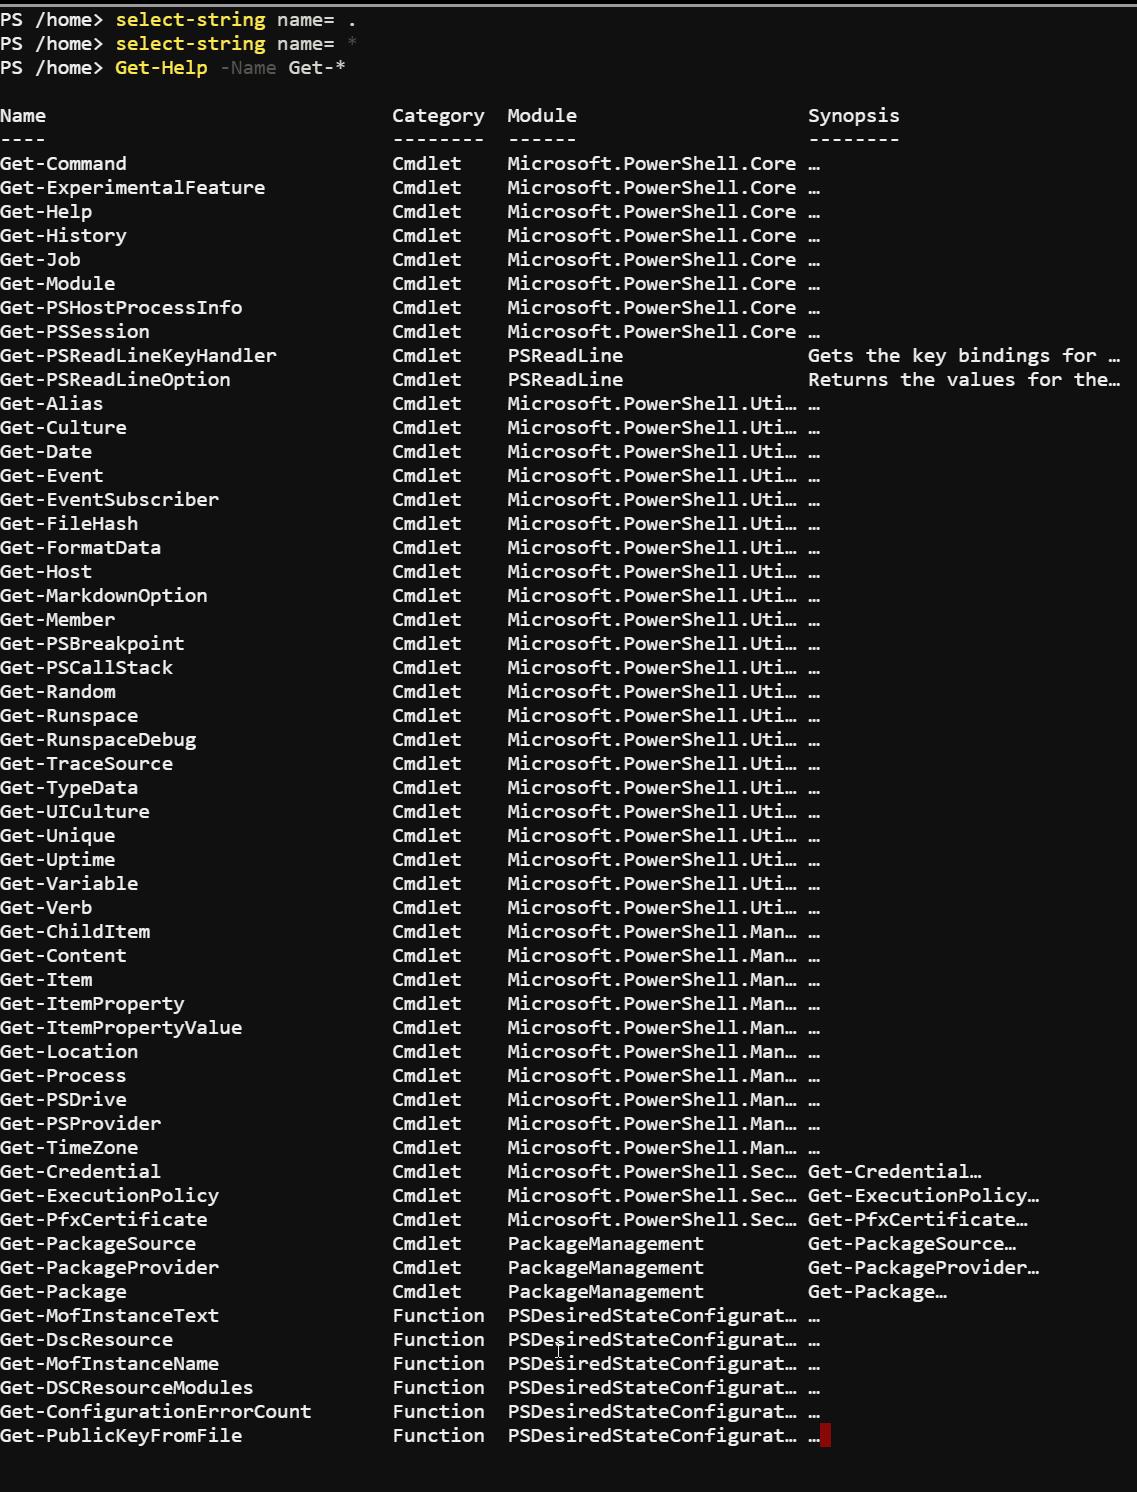 PS /home> select-string name= .
PS /home> select-string name= *
PS /home> Get-Help -Name Get-*
Name Category Module Synopsis
---- -------- ------ --------
Get-Command Cmdlet Microsoft.PowerShell.Core …
Get-ExperimentalFeature Cmdlet Microsoft.PowerShell.Core …
Get-Help Cmdlet Microsoft.PowerShell.Core …
Get-History Cmdlet Microsoft.PowerShell.Core …
Get-Job Cmdlet Microsoft.PowerShell.Core …
Get-Module Cmdlet Microsoft.PowerShell.Core …
Get-PSHostProcessInfo Cmdlet Microsoft.PowerShell.Core …
Get-PSSession Cmdlet Microsoft.PowerShell.Core …
Get-PSReadLineKeyHandler Cmdlet PSReadLine Gets the key bindings for …
Get-PSReadLineOption Cmdlet PSReadLine Returns the values for the…
Get-Alias Cmdlet Microsoft.PowerShell.Uti… …
Get-Culture Cmdlet Microsoft.PowerShell.Uti… …
Get-Date Cmdlet Microsoft.PowerShell.Uti… …
Get-Event Cmdlet Microsoft.PowerShell.Uti… …
Get-EventSubscriber Cmdlet Microsoft.PowerShell.Uti… …
Get-FileHash Cmdlet Microsoft.PowerShell.Uti… …
Get-FormatData Cmdlet Microsoft.PowerShell.Uti… …
Get-Host Cmdlet Microsoft.PowerShell.Uti… …
Get-MarkdownOption Cmdlet Microsoft.PowerShell.Uti… …
Get-Member Cmdlet Microsoft.PowerShell.Uti… …
Get-PSBreakpoint Cmdlet Microsoft.PowerShell.Uti… …
Get-PSCallStack Cmdlet Microsoft.PowerShell.Uti… …
Get-Random Cmdlet Microsoft.PowerShell.Uti… …
Get-Runspace Cmdlet Microsoft.PowerShell.Uti… …
Get-RunspaceDebug Cmdlet Microsoft.PowerShell.Uti… …
Get-TraceSource Cmdlet Microsoft.PowerShell.Uti… …
Get-TypeData Cmdlet Microsoft.PowerShell.Uti… …
Get-UICulture Cmdlet Microsoft.PowerShell.Uti… …
Get-Unique Cmdlet Microsoft.PowerShell.Uti… …
Get-Uptime Cmdlet Microsoft.PowerShell.Uti… …
Get-Variable Cmdlet Microsoft.PowerShell.Uti… …
Get-Verb Cmdlet Microsoft.PowerShell.Uti… …
Get-ChildItem Cmdlet Microsoft.PowerShell.Man… …
Get-Content Cmdlet Microsoft.PowerShell.Man… …
Get-Item Cmdlet Microsoft.PowerShell.Man… …
Get-ItemProperty Cmdlet Microsoft.PowerShell.Man… …
Get-ItemPropertyValue Cmdlet Microsoft.PowerShell.Man… …
Get-Location Cmdlet Microsoft.PowerShell.Man… …
Get-Process Cmdlet Microsoft.PowerShell.Man… …
Get-PSDrive Cmdlet Microsoft.PowerShell.Man… …
Get-PSProvider Cmdlet Microsoft.PowerShell.Man… …
Get-TimeZone Cmdlet Microsoft.PowerShell.Man… …
Get-Credential Cmdlet Microsoft.PowerShell.Sec… Get-Credential…
Get-ExecutionPolicy Cmdlet Microsoft.PowerShell.Sec… Get-ExecutionPolicy…
Get-PfxCertificate Cmdlet Microsoft.PowerShell.Sec… Get-PfxCertificate…
Get-PackageSource Cmdlet PackageManagement Get-PackageSource…
Get-PackageProvider Cmdlet PackageManagement Get-PackageProvider…
Get-Package Cmdlet PackageManagement Get-Package…
Get-MofInstanceText Function PSDesiredStateConfigurat… …
Get-DscResource Function PSDesiredStateConfigurat… …
Get-MofInstanceName Function PSDesiredStateConfigurat… …
Get-DSCResourceModules Function PSDesiredStateConfigurat… …
Get-ConfigurationErrorCount Function PSDesiredStateConfigurat… …
Get-PublicKeyFromFile Function PSDesiredStateConfigurat… …